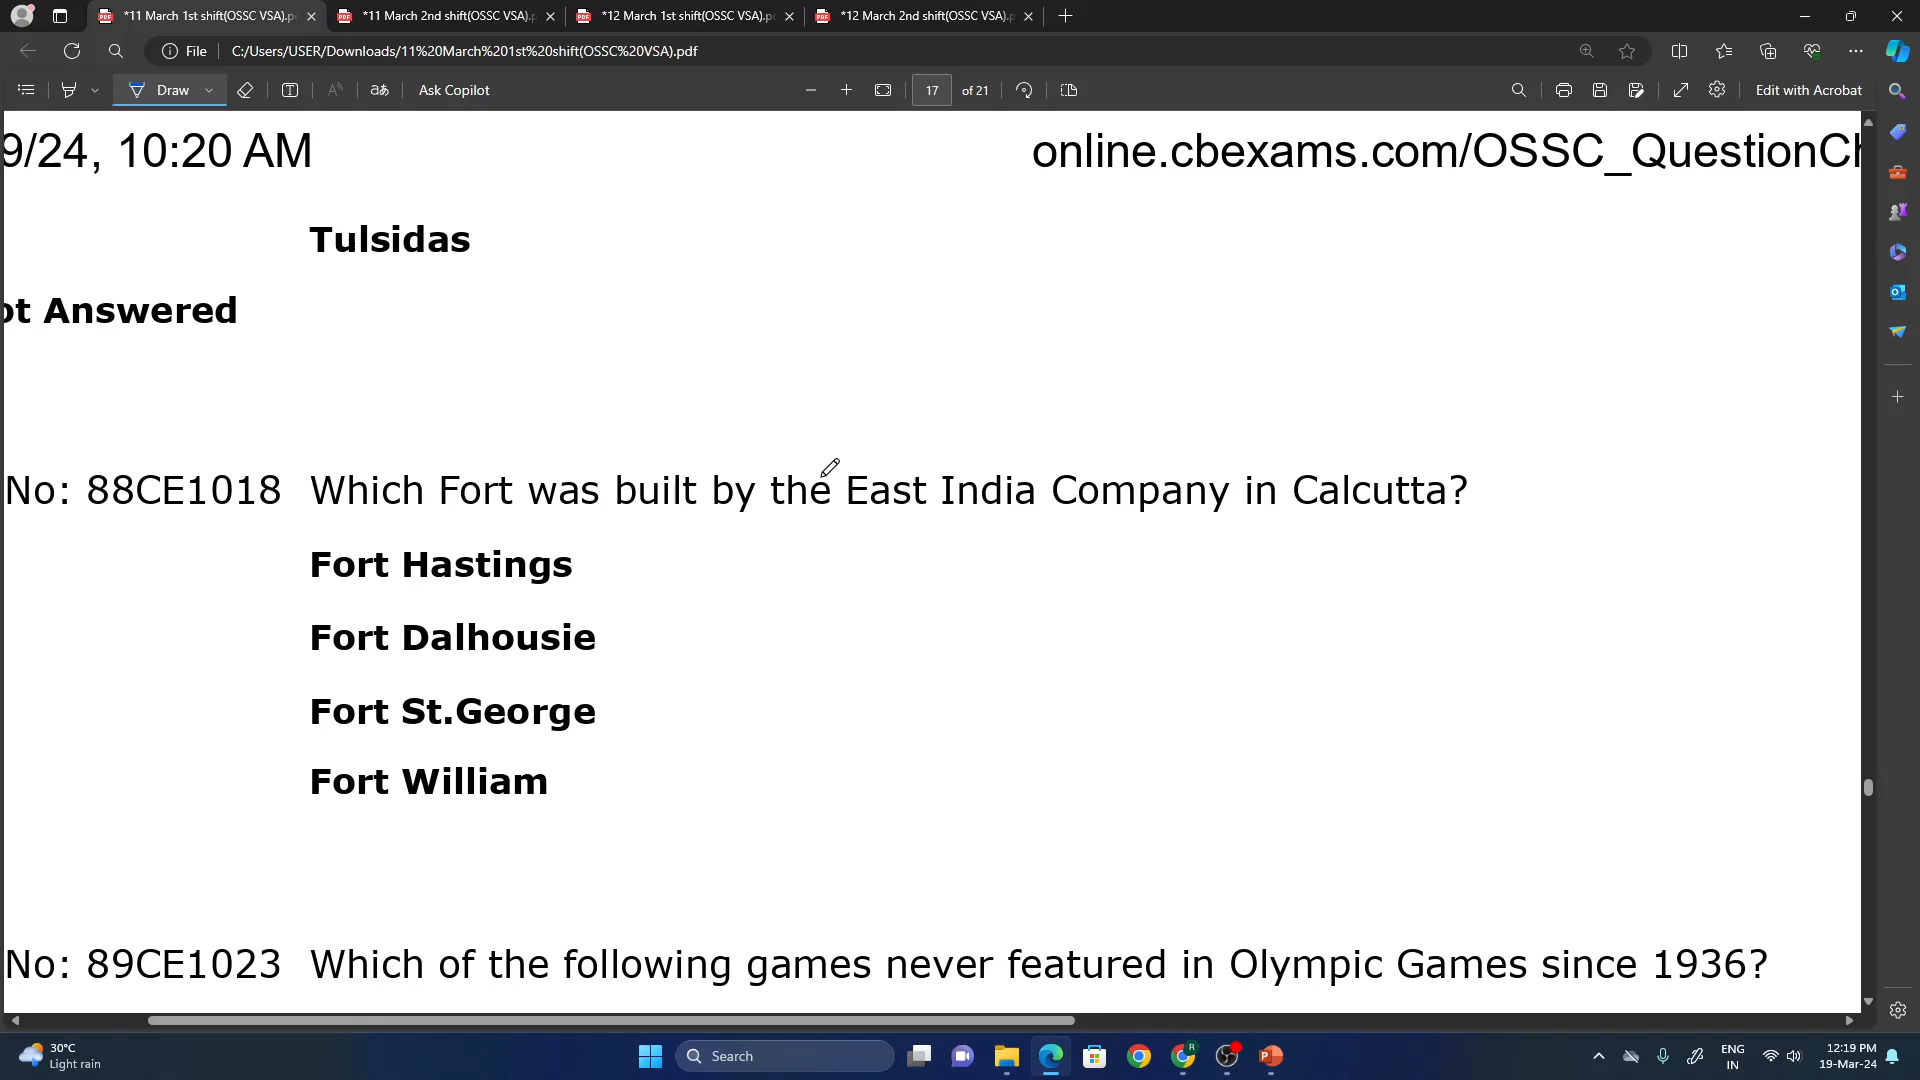 *11 March 1st shift(OSSC VSA).p
*11 March 2nd shift(OSSC VSA).p
*12 March 1st shift(OSSC VSA).p
*12 March 2nd shift(OSSC VSA).p
File
C:/Users/USER/Downloads/11%20March%201st%20shift(OSSC%20VSA).pdf
Draw
aあ
Ask Copilot
17 of 21
Edit with Acrobat
9/24, 10:20 AM
online.cbexams.com/OSSC_QuestionCh
Tulsidas
ot Answered
No: 88CE1018 Which Fort was built by the East India Company in Calcutta?
Fort Hastings
Fort Dalhousie
Fort St.George
Fort William
No: 89CE1023 Which of the following games never featured in Olympic Games since 1936?
30°C
Light rain
Search
ENG
IN
12:19 PM
19-Mar-24